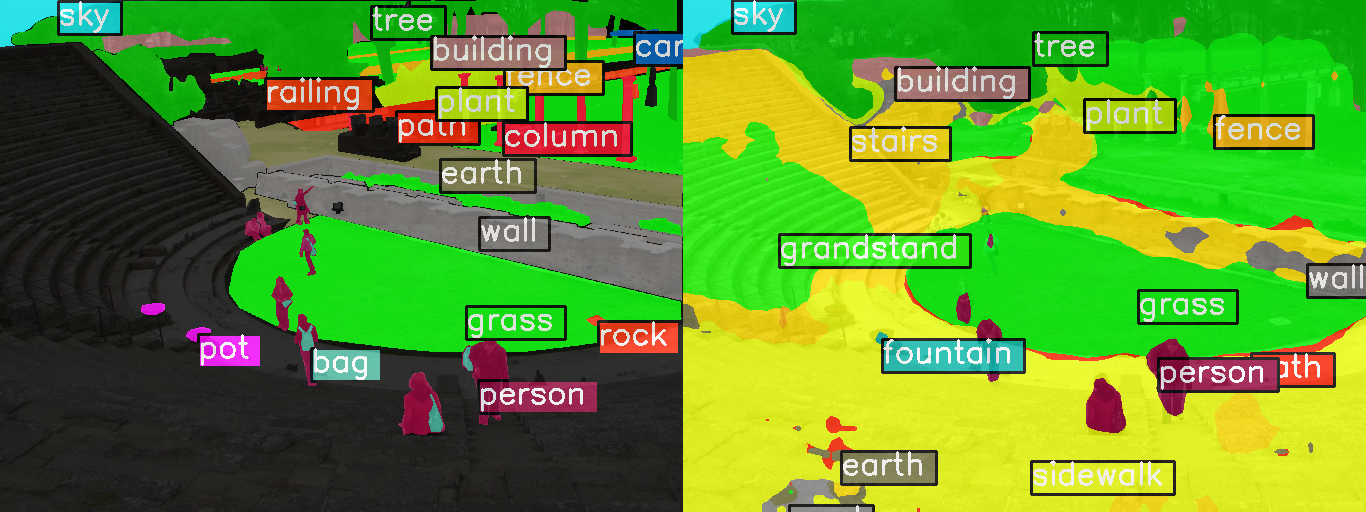 sky
tree
building
car
fence
railing
plant
path
column
earth
wall
grass
rock
pot
bag
person
sky
tree
building
plant
fence
stairs
grandstand
wall
grass
fountain
person
ath
earth
sidewalk